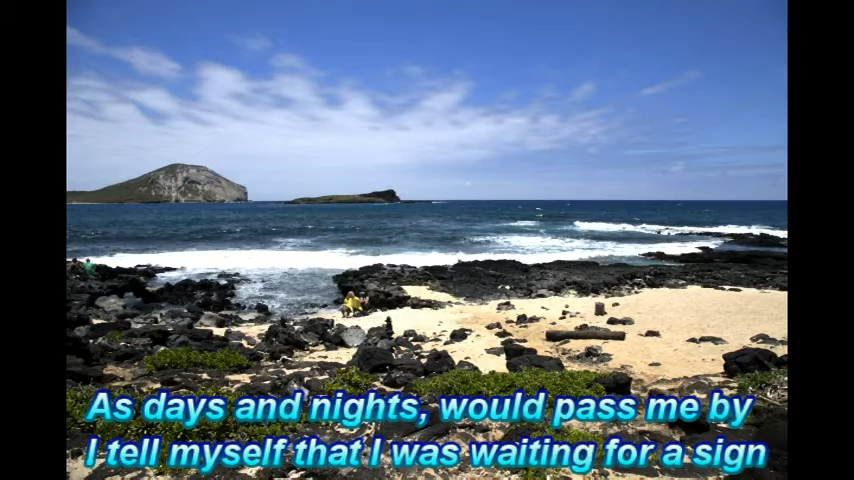 As days and nights, would pass me by
I tell myself that I was waiting for a sign